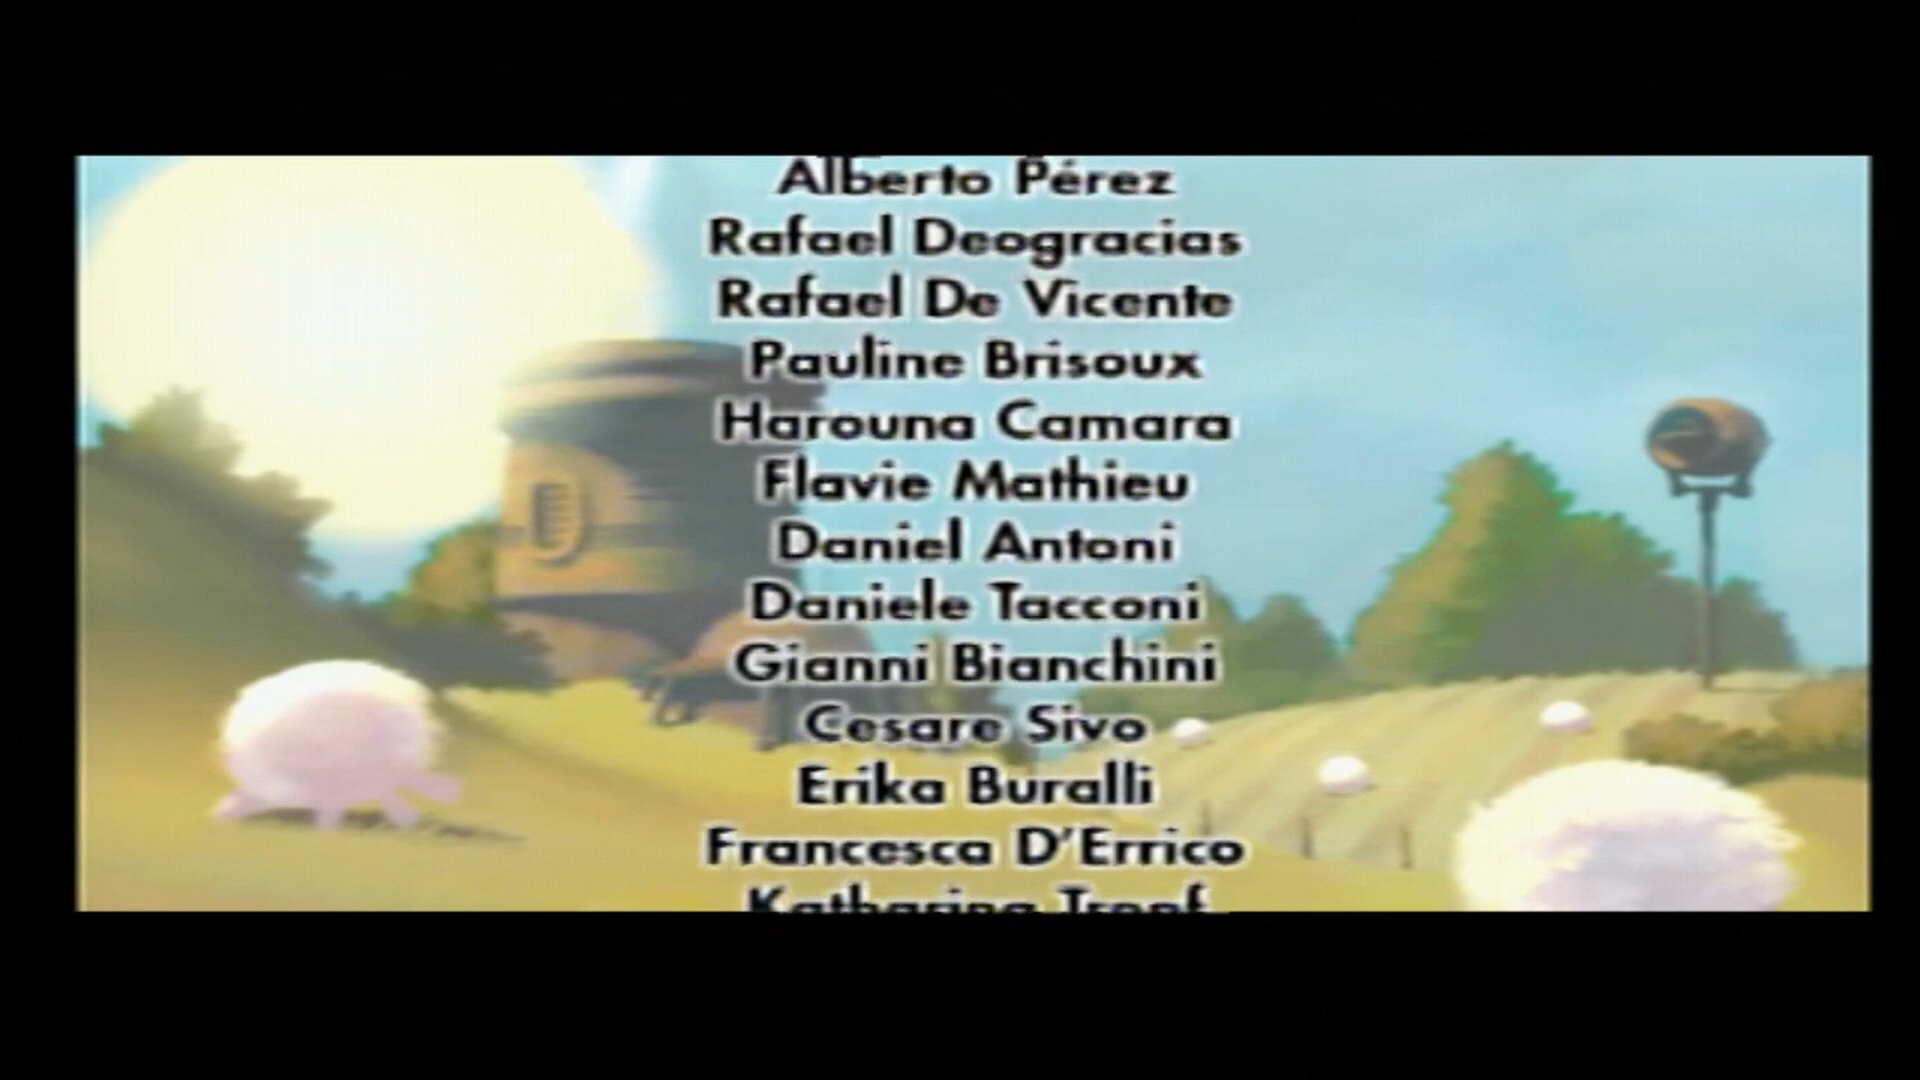 Alberto Pérez
Rafael Deogracias
Rafael De Vicente
Pauline Brisoux
Harouna Camara
Flavie Mathieu
Daniel Antoni
Daniele Tacconi
Gianni Bianchini
Cesare Sivo
Erika Buralli
Francesca D'Errico
Katharina